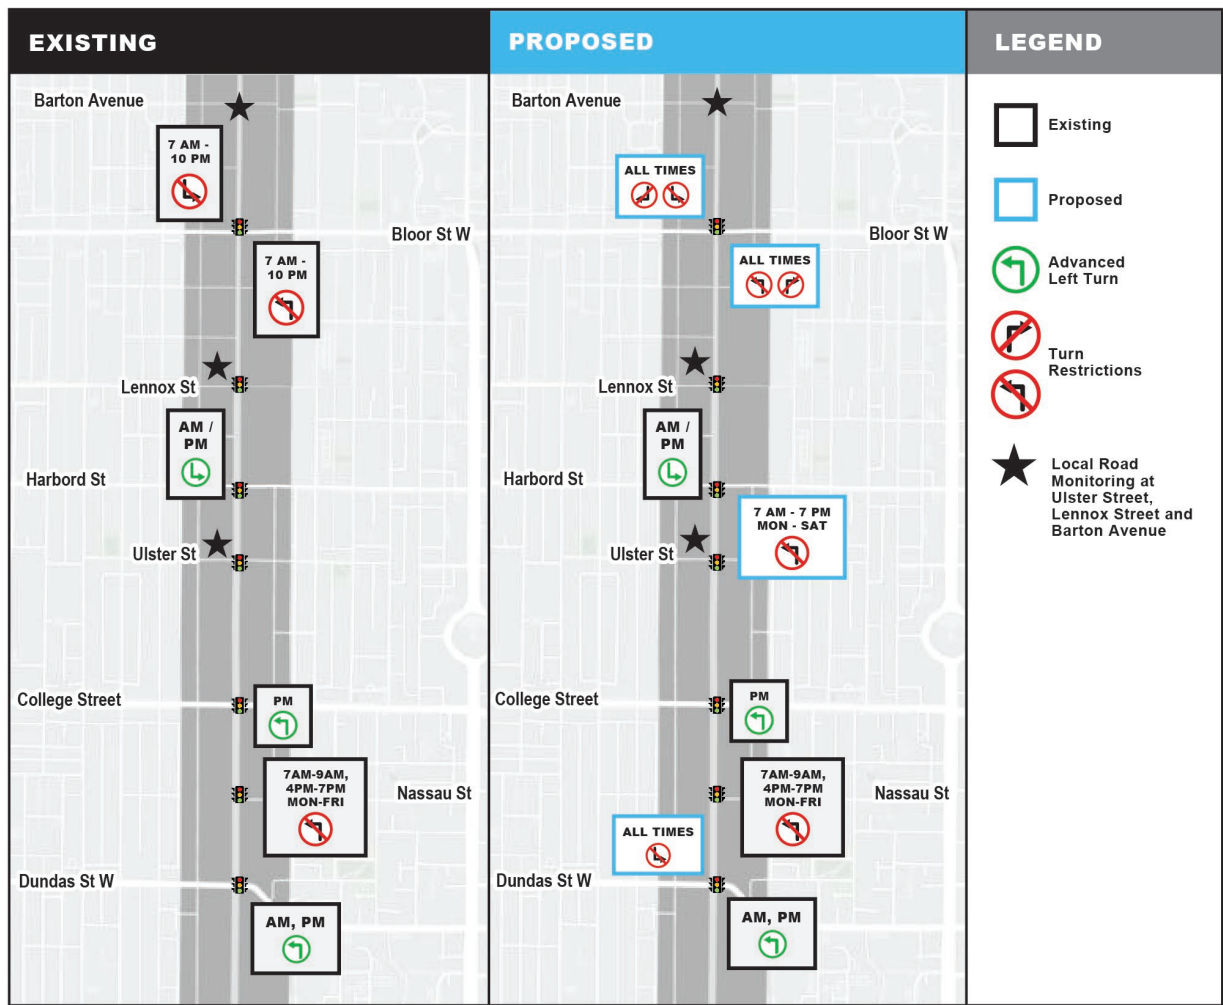 EXISTING
Barton Avenue
7 AM -
10 PM
Bloor St W
7 AM -
10 PM
Lennox St
AM /
PM
Harbord St
Ulster St
College Street
PM
7AM-9AM,
4PM-7PM
MON-FRI
Nassau St
Dundas St W
AM, PM
PROPOSED
Barton Avenue
ALL TIMES
Bloor St W
ALL TIMES
Lennox St
AM /
PM
Harbord St
7 AM - 7 PM
MON - SAT
Ulster St
College Street
PM
7AM-9AM,
4PM-7PM
MON-FRI
Nassau St
ALL TIMES
Dundas St W
AM, PM
LEGEND
Existing
Proposed
Advanced
Left Turn
Turn
Restrictions
Local Road
Monitoring at
Ulster Street,
Lennox Street and
Barton Avenue